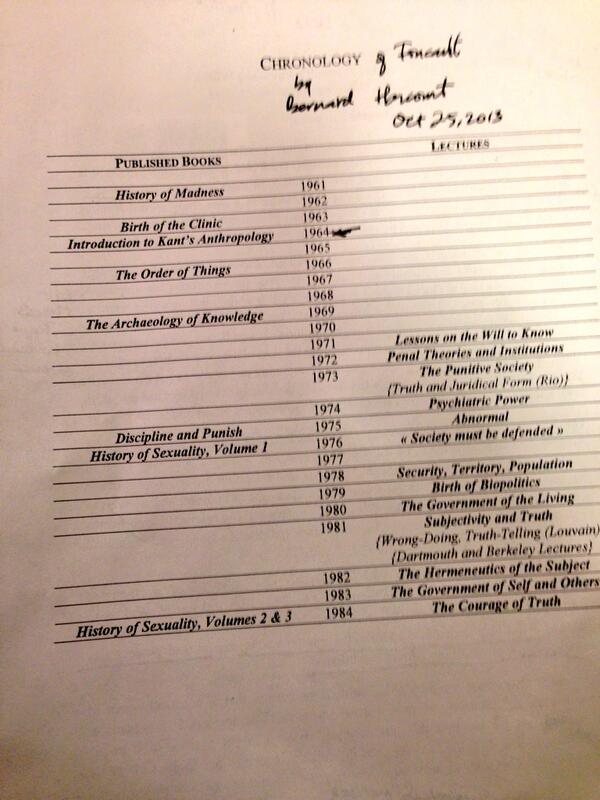 CHRONOLOGY of Foucault
by
Bernard Harcourt
Oct 25, 2013
PUBLISHED BOOKS LECTURES
History of Madness 1961
1962
Birth of the Clinic 1963
Introduction to Kant's Anthropology 1964
1965
The Order of Things 1966
1967
1968
The Archaeology of Knowledge 1969
1970
1971 Lessons on the Will to Know
1972 Penal Theories and Institutions
1973 The Punitive Society
{Truth and Juridical Form (Rio)}
1974 Psychiatric Power
Discipline and Punish 1975 Abnormal
History of Sexuality, Volume 1 1976 « Society must be defended »
1977
1978 Security, Territory, Population
1979 Birth of Biopolitics
1980 The Government of the Living
1981 Subjectivity and Truth
{Wrong-Doing, Truth-Telling (Louvain)
{Dartmouth and Berkeley Lectures}
1982 The Hermeneutics of the Subject
1983 The Government of Self and Others
History of Sexuality, Volumes 2 & 3 1984 The Courage of Truth